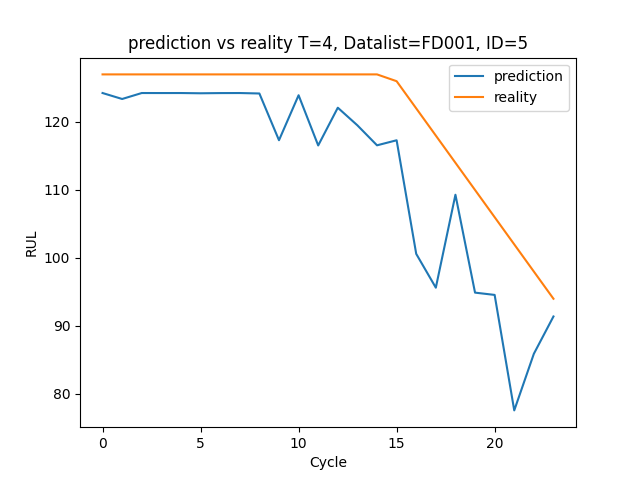 prediction vs reality T=4, Datalist=FD001, ID=5
prediction
reality
RUL
120
110
100
90
80
0 5 10 15 20
Cycle